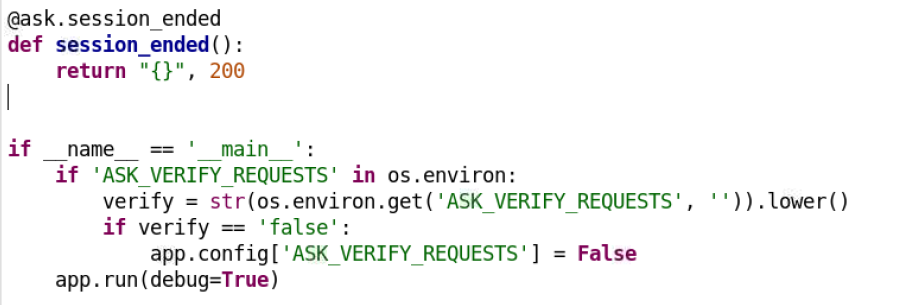 @ask.session_ended
def session_ended():
    return "{}", 200

if __name__ == '__main__':
    if 'ASK_VERIFY_REQUESTS' in os.environ:
        verify = str(os.environ.get('ASK_VERIFY_REQUESTS', '')).lower()
        if verify == 'false':
            app.config['ASK_VERIFY_REQUESTS'] = False
    app.run(debug=True)